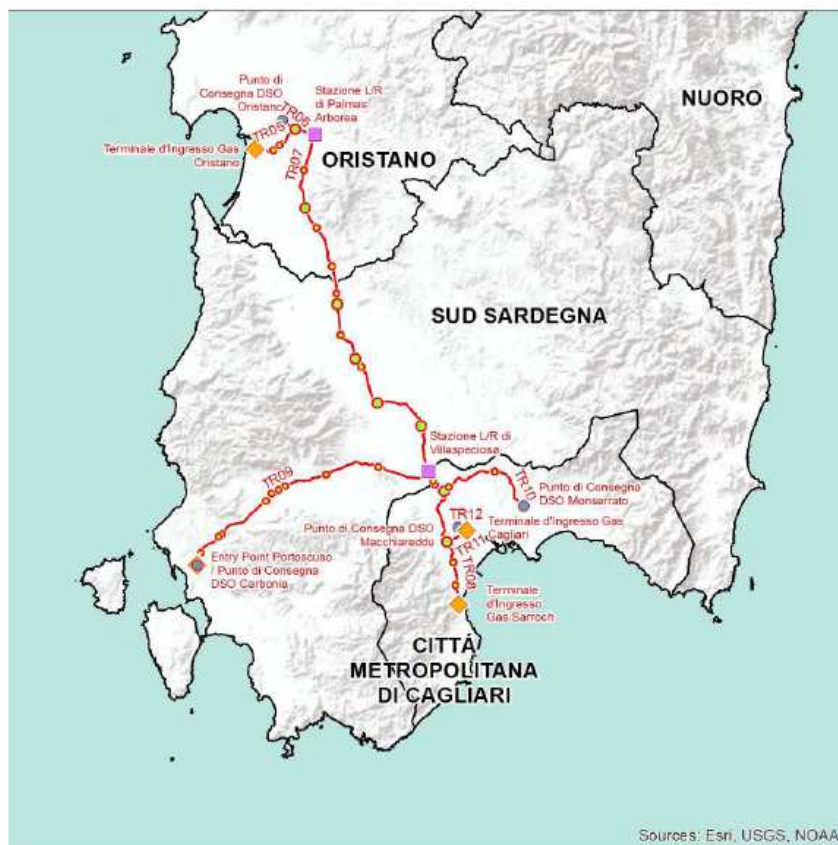 NUORO
Punto di
Consegna DSO
Oristano
Stazione L/R
di Palmas
Arborea
TR06
TR05
Terminale d'Ingresso Gas
Oristano
ORISTANO
TR07
SUD SARDEGNA
Stazione L/R di
Villaspeciosa
TR09
TR10
Punto di Consegna
DSO Monserrato
TR12
Punto di Consegna DSO
Macchiareddu
Terminale d'Ingresso Gas
Cagliari
TR11
TR08
Entry Point Portoscuso
/ Punto di Consegna
DSO Carbonia
Terminale
d'Ingresso
Gas Sarroch
CITTÀ
METROPOLITANA
DI CAGLIARI
Sources: Esri, USGS, NOAA